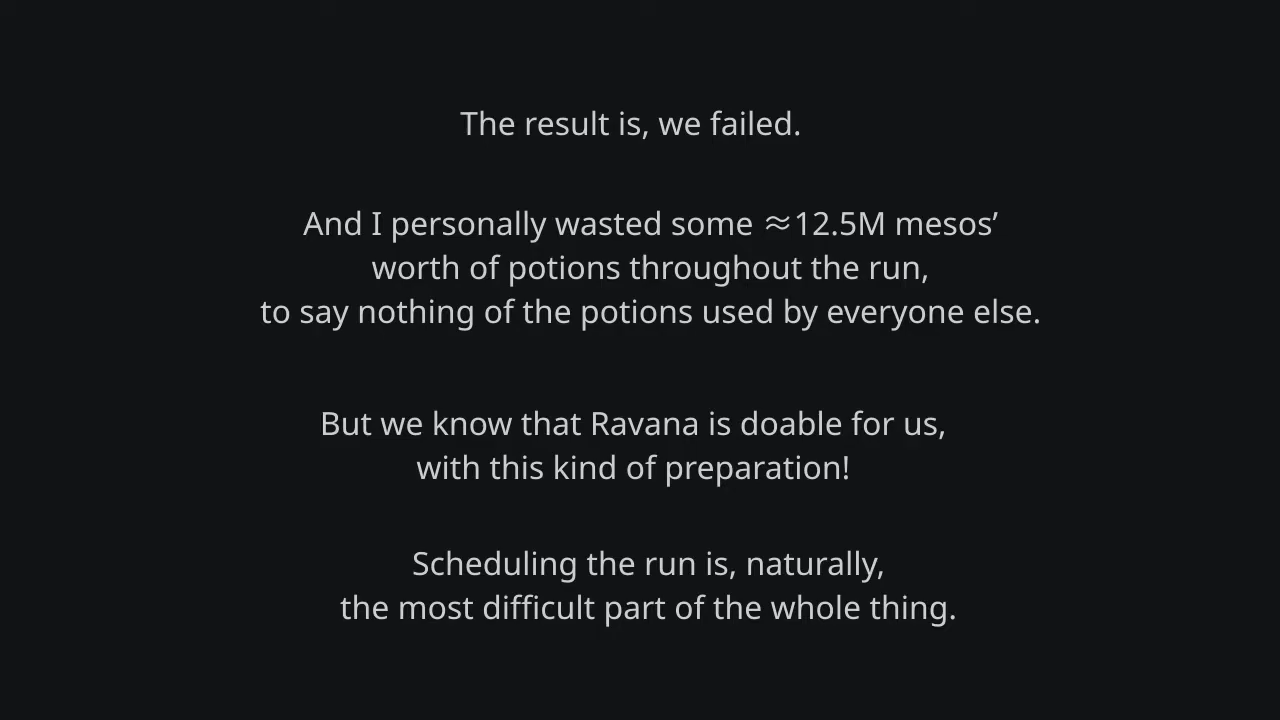 The result is, we failed.
And I personally wasted some ≈12.5M mesos’
worth of potions throughout the run,
to say nothing of the potions used by everyone else.
But we know that Ravana is doable for us,
with this kind of preparation!
Scheduling the run is, naturally,
the most difficult part of the whole thing.